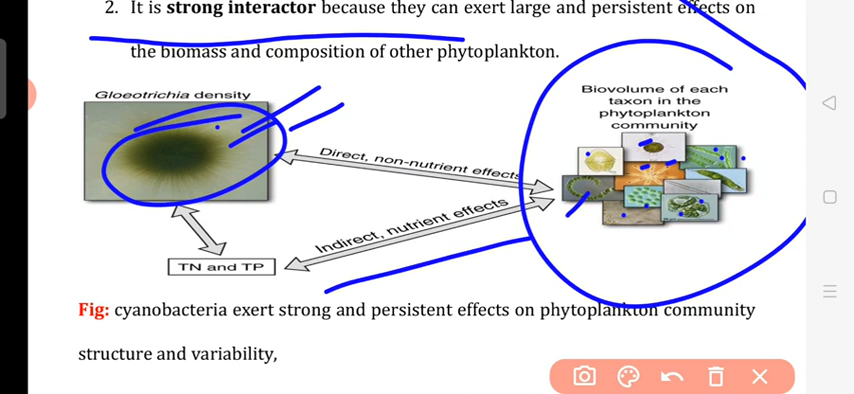 2. It is strong interactor because they can exert large and persistent effects on
the biomass and composition of other phytoplankton.
Gloeotrichia density
Biovolume of each
taxon in the
phytoplankton
community
Direct, non-nutrient effects
Indirect, nutrient effects
TN and TP
Fig: cyanobacteria exert strong and persistent effects on phytoplankton community
structure and variability,